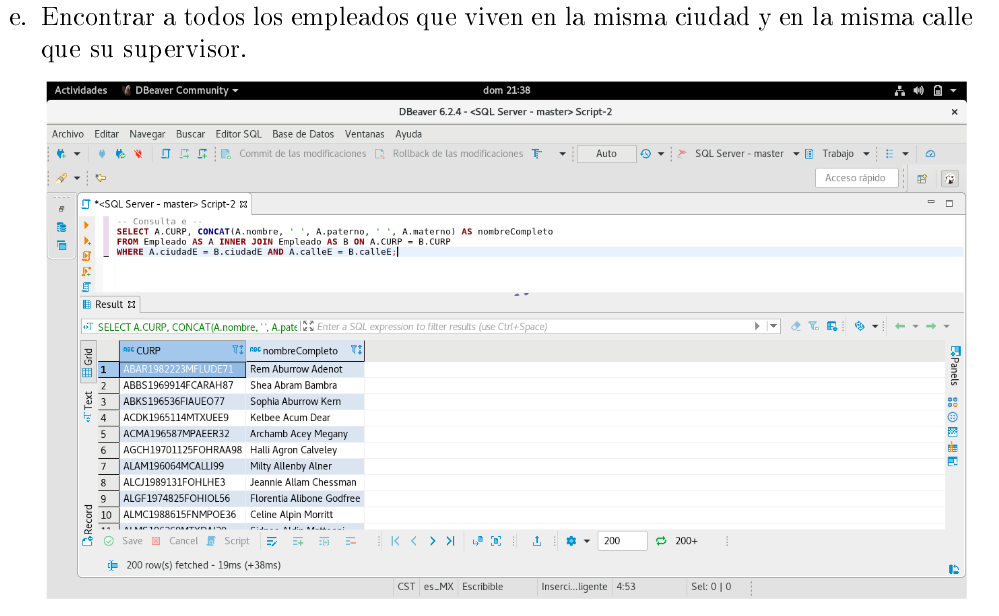 e. Encontrar a todos los empleados que viven en la misma ciudad y en la misma calle
que su supervisor.
Actividades DBeaver Community dom 21:38
DBeaver 6.2.4 - <SQL Server - master> Script-2
Archivo Editar Navegar Buscar Editor SQL Base de Datos Ventanas Ayuda
Commit de las modificaciones Rollback de las modificaciones Auto SQL Server - master Trabajo
Acceso rápido
*<SQL Server - master> Script-2
-- Consulta e --
SELECT A.CURP, CONCAT(A.nombre, ' ', A.paterno, ' ', A.materno) AS nombreCompleto
FROM Empleado AS A INNER JOIN Empleado AS B ON A.CURP = B.CURP
WHERE A.ciudadE = B.ciudadE AND A.calleE = B.calleE;
Result
SELECT A.CURP, CONCAT(A.nombre, ' ', A.pate Enter a SQL expression to filter results (use Ctrl+Space)
Grid
Text
Record
Panels
ABC CURP ABC nombreCompleto
1 ABAR1982223MFLUDE71 Rem Aburrow Adenot
2 ABBS1969914FCARAH87 Shea Abram Bambra
3 ABKS196536FIAUEO77 Sophia Aburrow Kern
4 ACDK1965114MTXUEE9 Kelbee Acum Dear
5 ACMA196587MPAEER32 Archamb Acey Megany
6 AGCH19701125FOHRAA98 Halli Agron Calveley
7 ALAM196064MCALLI99 Milty Allenby Alner
8 ALCJ1989131FOHLHE3 Jeannie Allam Chessman
9 ALGF1974825FOHIOL56 Florentia Alibone Godfree
10 ALMC1988615FNMPOE36 Celine Alpin Morritt
Save Cancel Script 200 200+
200 row(s) fetched - 19ms (+38ms)
CST es_MX Escribible Inserci...ligente 4:53 Sel: 0 | 0